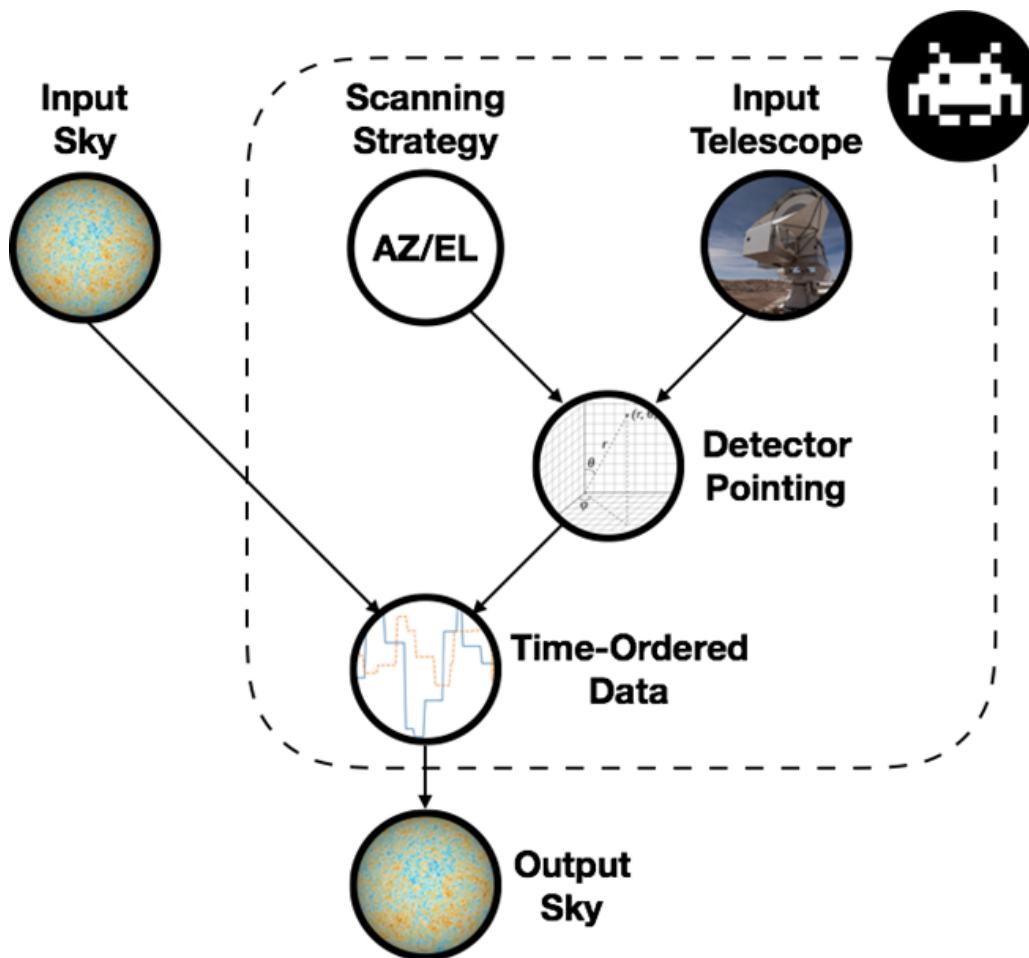 Input
Sky
Scanning
Strategy
Input
Telescope
AZ/EL
r
θ
φ
Detector
Pointing
Time-Ordered
Data
Output
Sky